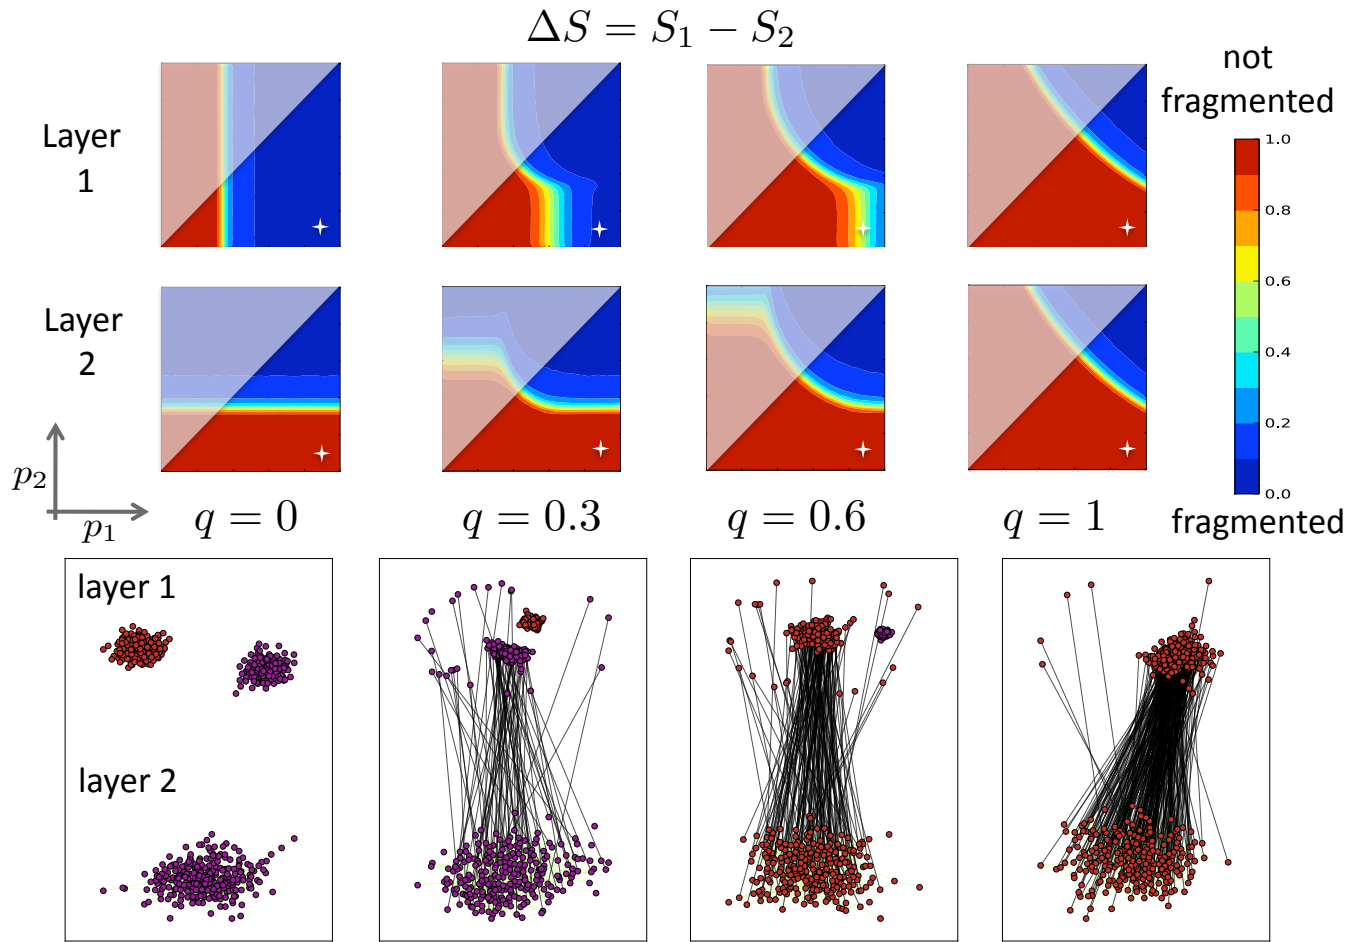 ΔS = S₁ − S₂
not
fragmented
Layer
1
Layer
2
1.0
0.8
0.6
0.4
0.2
0.0
fragmented
p₂
p₁
q = 0
q = 0.3
q = 0.6
q = 1
layer 1
layer 2